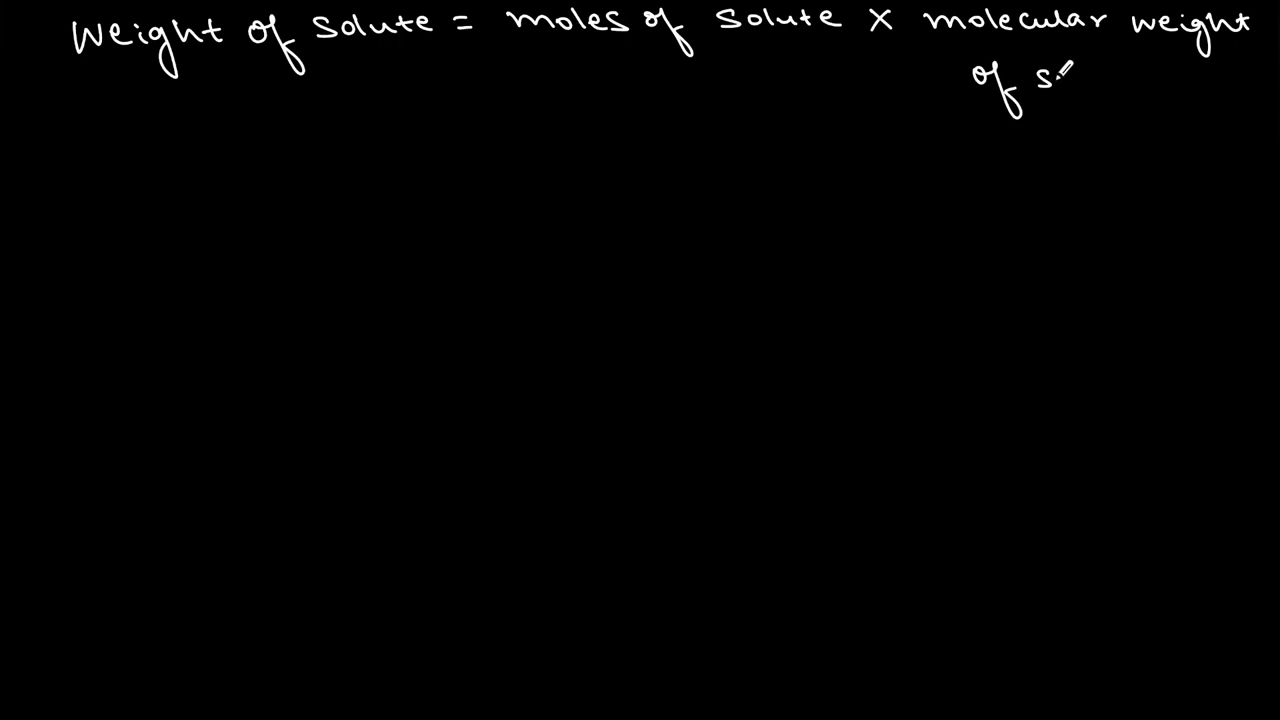 Weight of solute = moles of solute × molecular weight
of s